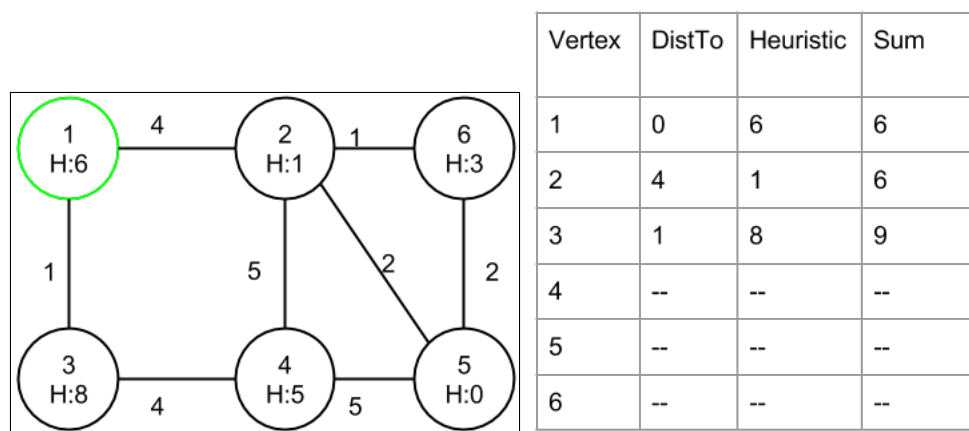 1
H:6
4
2
H:1
1
6
H:3
1
5
2
2
3
H:8
4
4
H:5
5
5
H:0
Vertex DistTo Heuristic Sum
1 0 6 6
2 4 1 6
3 1 8 9
4 -- -- --
5 -- -- --
6 -- -- --